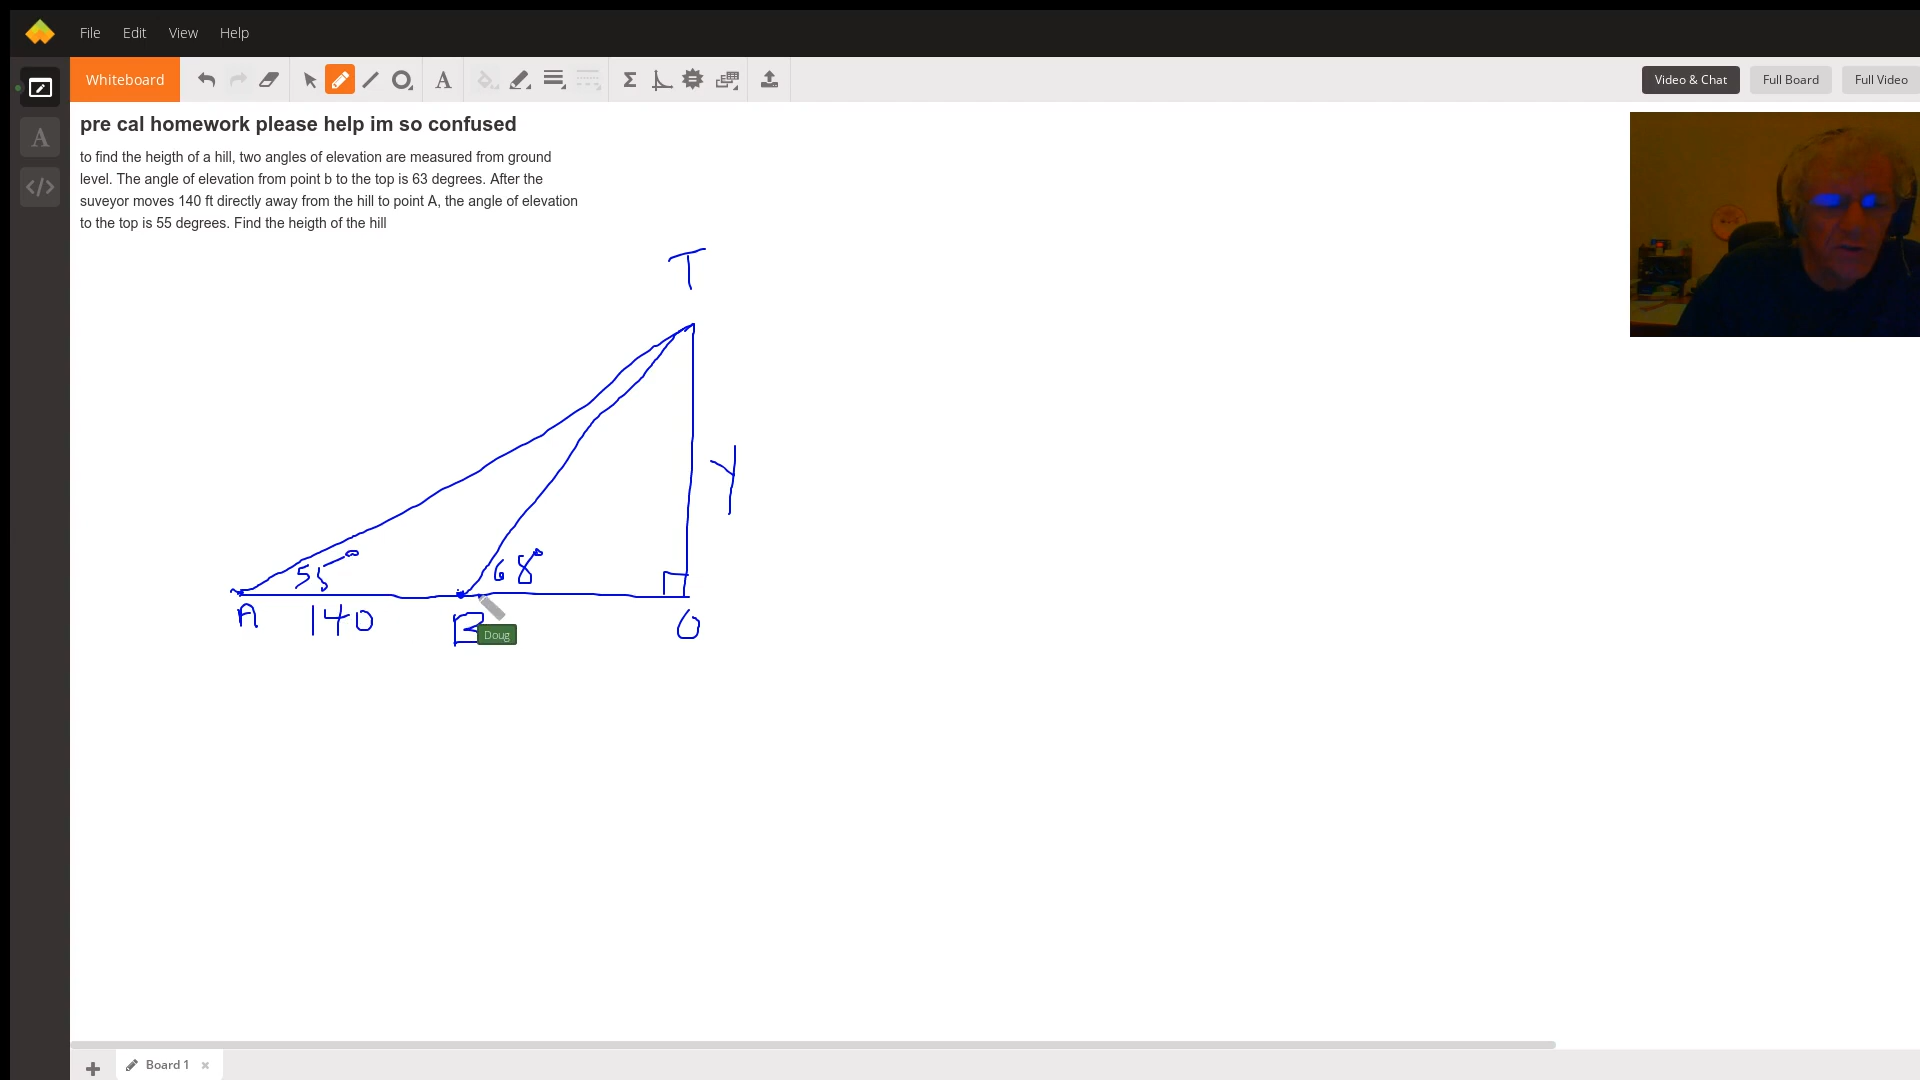 File Edit View Help
Whiteboard
A
Video & Chat
Full Board
Full Video
A
pre cal homework please help im so confused
to find the heigth of a hill, two angles of elevation are measured from ground
level. The angle of elevation from point b to the top is 63 degrees. After the
suveyor moves 140 ft directly away from the hill to point A, the angle of elevation
to the top is 55 degrees. Find the heigth of the hill
T
y
55°
68°
A
140
B
O
Doug
Board 1